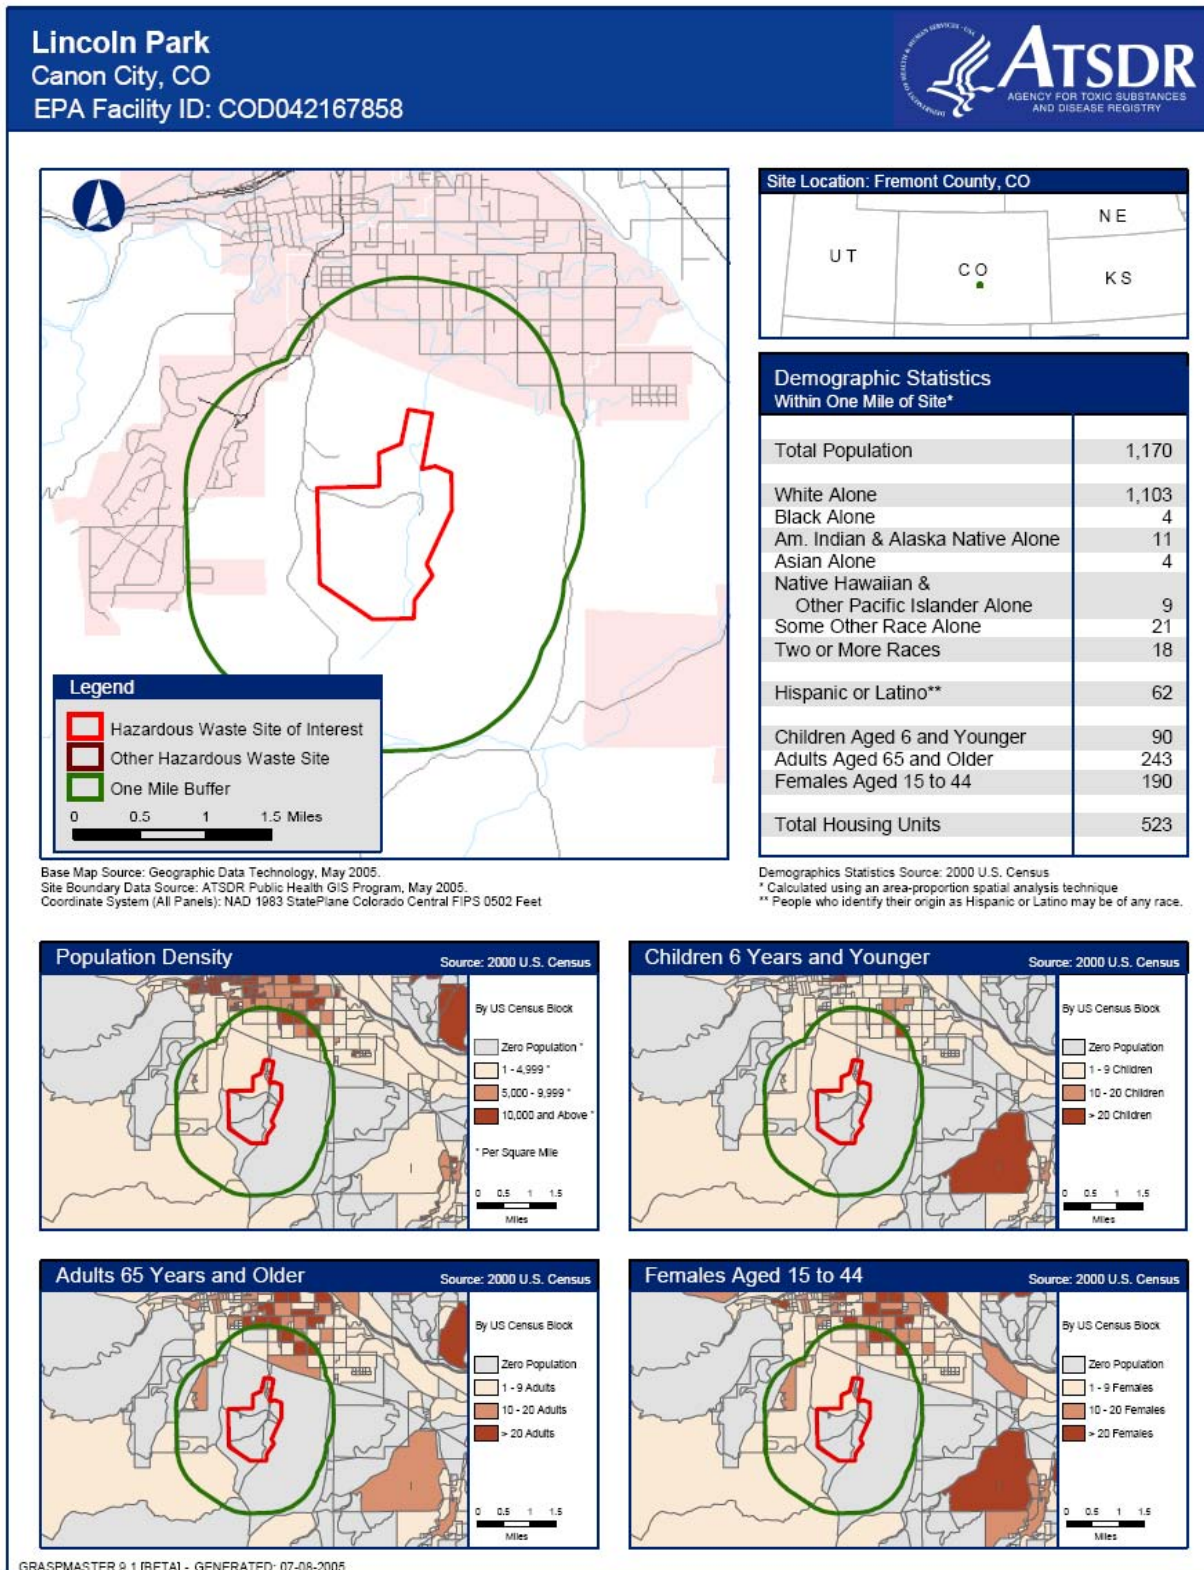 Lincoln Park
Canon City, CO
EPA Facility ID: COD042167858
DEPARTMENT OF HEALTH & HUMAN SERVICES • USA
ATSDR
AGENCY FOR TOXIC SUBSTANCES
AND DISEASE REGISTRY
Legend
Hazardous Waste Site of Interest
Other Hazardous Waste Site
One Mile Buffer
0 0.5 1 1.5 Miles
Base Map Source: Geographic Data Technology, May 2005.
Site Boundary Data Source: ATSDR Public Health GIS Program, May 2005.
Coordinate System (All Panels): NAD 1983 StatePlane Colorado Central FIPS 0502 Feet
Site Location: Fremont County, CO
NE
UT
CO
KS
Demographic Statistics
Within One Mile of Site*
Total Population 1,170
White Alone 1,103
Black Alone 4
Am. Indian & Alaska Native Alone 11
Asian Alone 4
Native Hawaiian &
Other Pacific Islander Alone 9
Some Other Race Alone 21
Two or More Races 18
Hispanic or Latino** 62
Children Aged 6 and Younger 90
Adults Aged 65 and Older 243
Females Aged 15 to 44 190
Total Housing Units 523
Demographics Statistics Source: 2000 U.S. Census
* Calculated using an area-proportion spatial analysis technique
** People who identify their origin as Hispanic or Latino may be of any race.
Population Density Source: 2000 U.S. Census
By US Census Block
Zero Population *
1 - 4,999 *
5,000 - 9,999 *
10,000 and Above *
* Per Square Mile
0 0.5 1 1.5
Miles
Children 6 Years and Younger Source: 2000 U.S. Census
By US Census Block
Zero Population
1 - 9 Children
10 - 20 Children
> 20 Children
0 0.5 1 1.5
Miles
Adults 65 Years and Older Source: 2000 U.S. Census
By US Census Block
Zero Population
1 - 9 Adults
10 - 20 Adults
> 20 Adults
0 0.5 1 1.5
Miles
Females Aged 15 to 44 Source: 2000 U.S. Census
By US Census Block
Zero Population
1 - 9 Females
10 - 20 Females
> 20 Females
0 0.5 1 1.5
Miles
GRASPMASTER 9.1 [BETA] - GENERATED: 07-08-2005